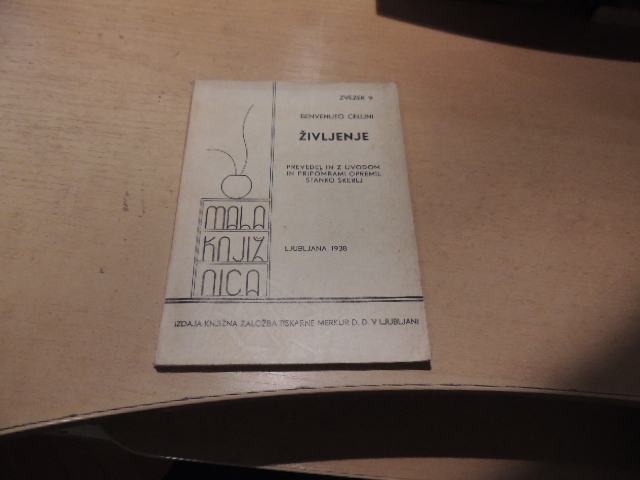 ZVEZEK 9
BENVENUTO CELLINI
ŽIVLJENJE
PREVEDEL IN Z UVODOM
IN PRIPOMBAMI OPREMIL
STANKO ŠKERLJ
MALA
KNJIŽ
NICA
LJUBLJANA 1938
IZDAJA KNJIŽNA ZALOŽBA TISKARNE MERKUR D. D. V LJUBLJANI